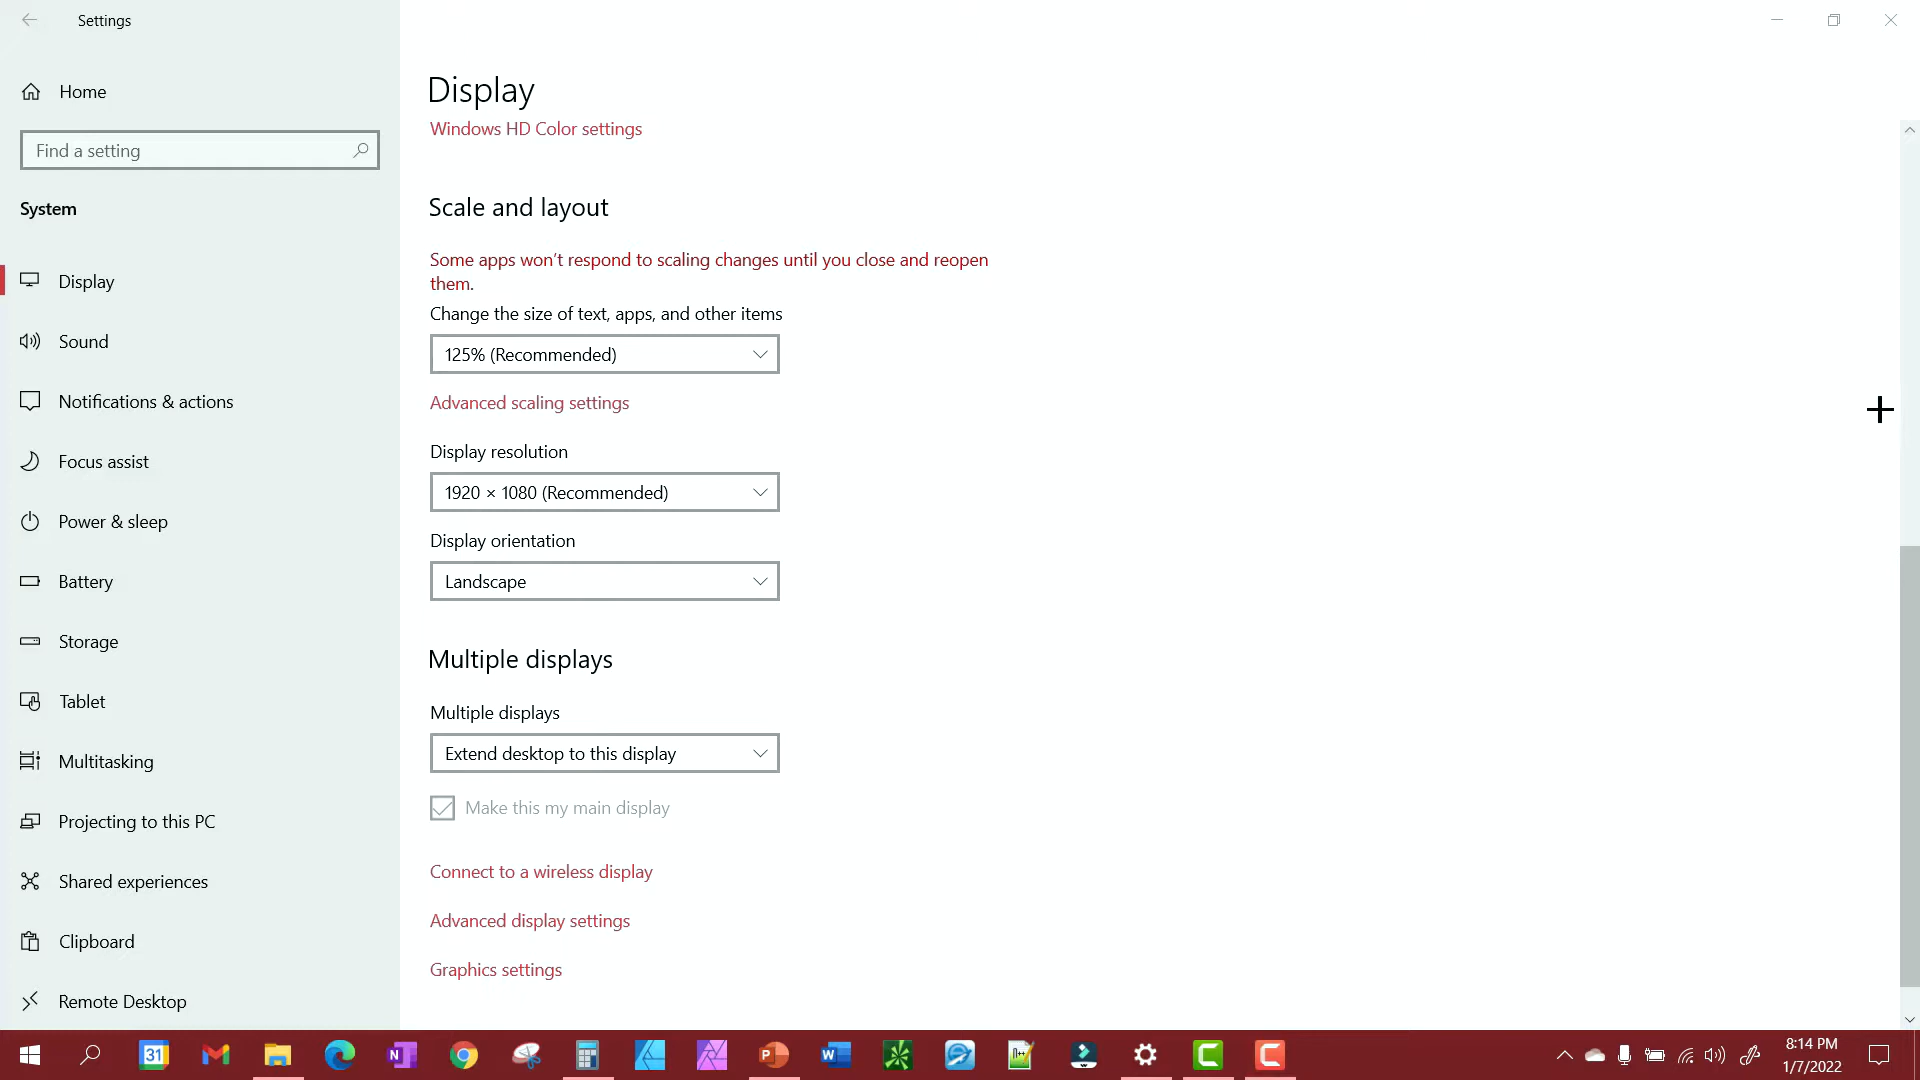 Settings
Home
Find a setting
System
Display
Sound
Notifications & actions
Focus assist
Power & sleep
Battery
Storage
Tablet
Multitasking
Projecting to this PC
Shared experiences
Clipboard
Remote Desktop
Display
Windows HD Color settings
Scale and layout
Some apps won't respond to scaling changes until you close and reopen
them.
Change the size of text, apps, and other items
125% (Recommended)
Advanced scaling settings
Display resolution
1920 × 1080 (Recommended)
Display orientation
Landscape
Multiple displays
Multiple displays
Extend desktop to this display
Make this my main display
Connect to a wireless display
Advanced display settings
Graphics settings
31
N
P
W
n++
8:14 PM
1/7/2022